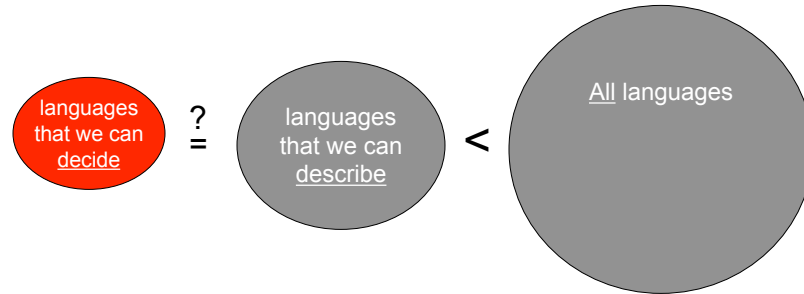 languages
that we can
decide
?
=
languages
that we can
describe
<
All languages